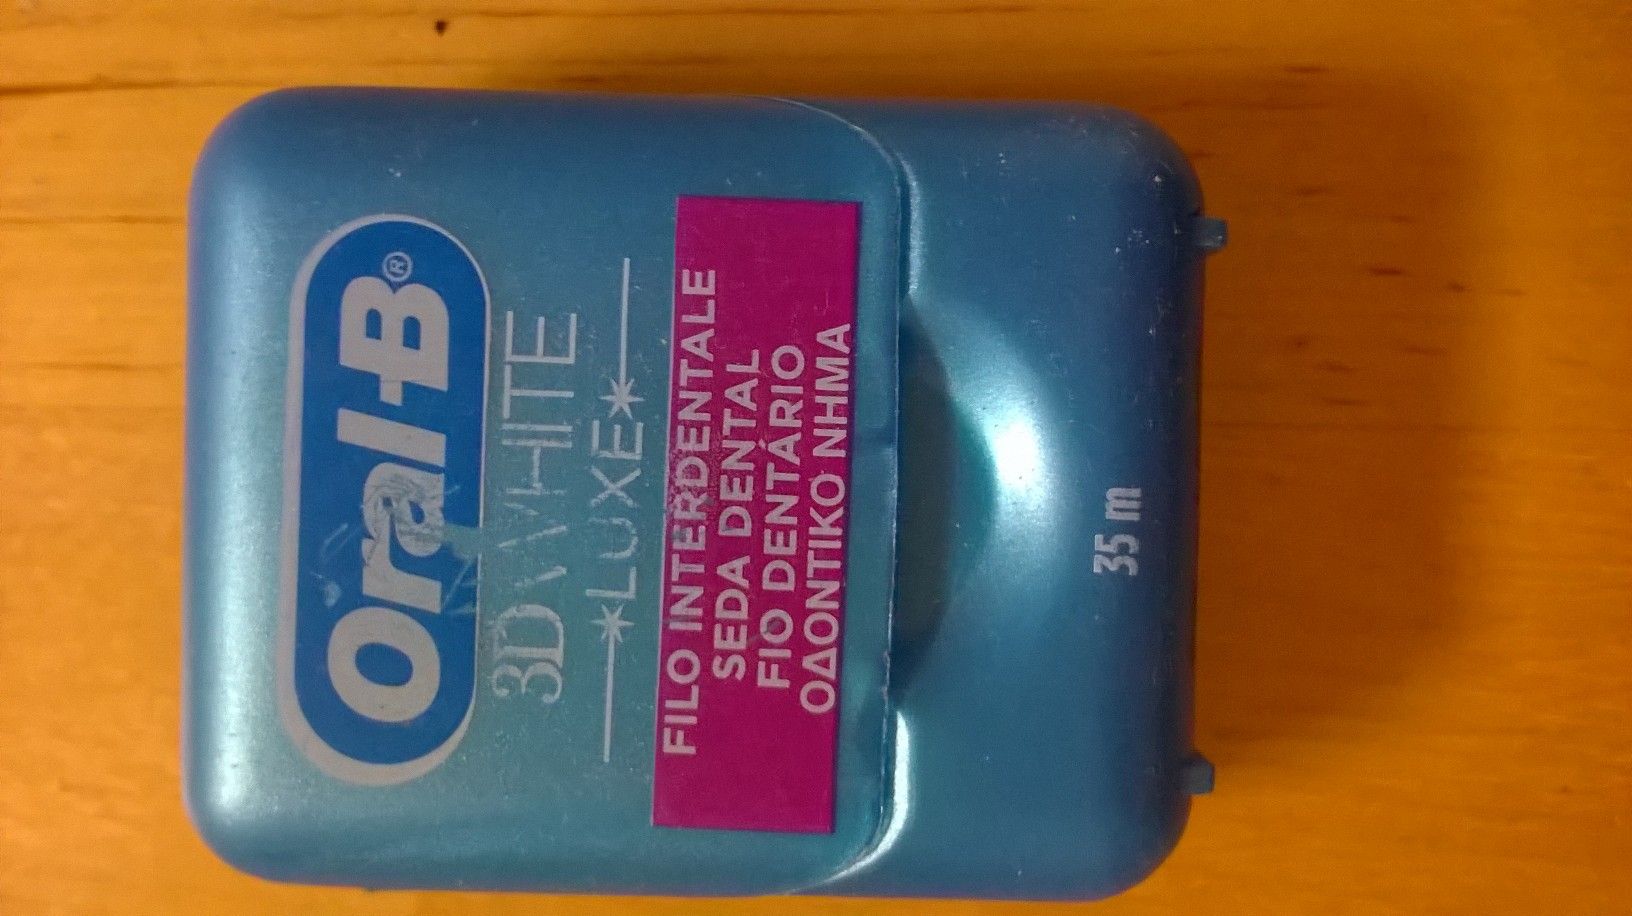 Oral-B®
3D WHITE
LUXE
FILO INTERDENTALE
SEDA DENTAL
FIO DENTÁRIO
ΟΔΟΝΤΙΚΟ ΝΗΜΑ
35 m